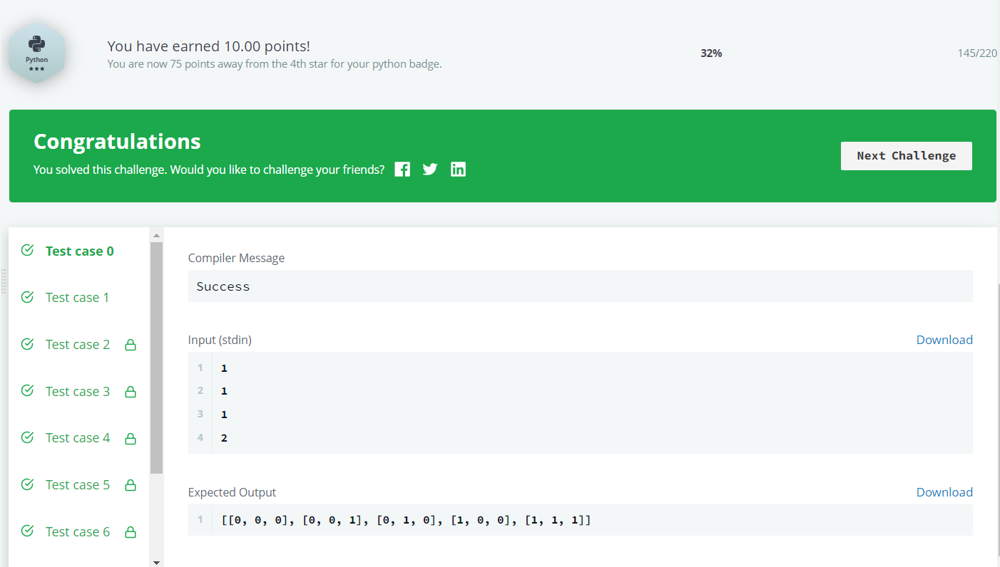 Python
★★★
You have earned 10.00 points!
You are now 75 points away from the 4th star for your python badge.
32%
145/220
Congratulations
You solved this challenge. Would you like to challenge your friends?
Next Challenge
Test case 0
Test case 1
Test case 2
Test case 3
Test case 4
Test case 5
Test case 6
Compiler Message
Success
Input (stdin)
Download
1 1
2 1
3 1
4 2
Expected Output
Download
1 [[0, 0, 0], [0, 0, 1], [0, 1, 0], [1, 0, 0], [1, 1, 1]]